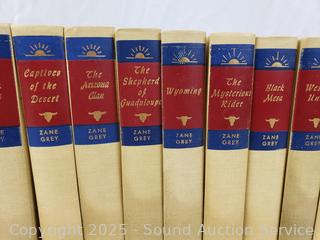 Captives
of the
Desert
ZANE
GREY
The
Arizona
Clan
ZANE
GREY
The
Shepherd
of
Guadaloupe
ZANE
GREY
Wyoming
ZANE
GREY
The
Mysterious
Rider
ZANE
GREY
Black
Mesa
ZANE
GREY
Copyright 2025 - Sound Auction Service